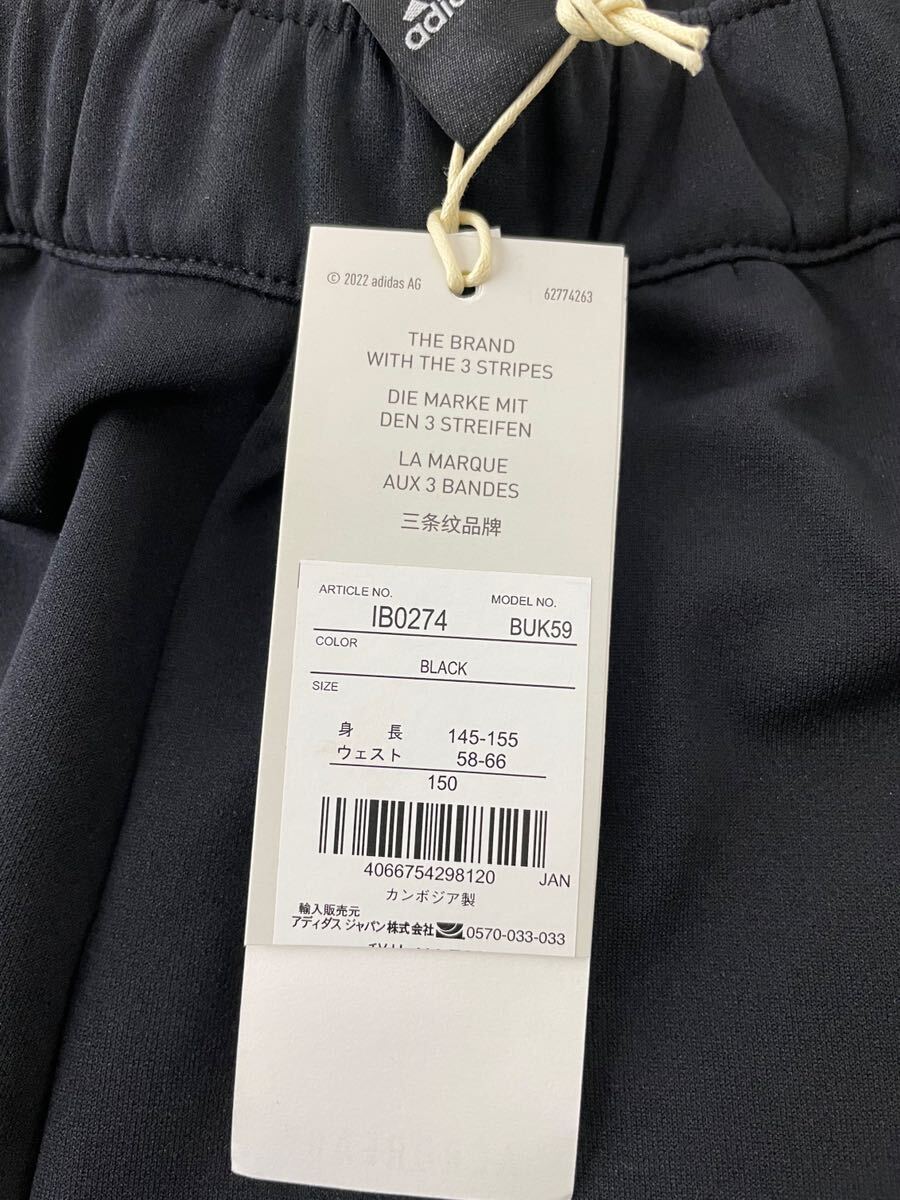 adidas
© 2022 adidas AG
62774263
THE BRAND
WITH THE 3 STRIPES
DIE MARKE MIT
DEN 3 STREIFEN
LA MARQUE
AUX 3 BANDES
三条纹品牌
ARTICLE NO.
MODEL NO.
IB0274
BUK59
COLOR
BLACK
SIZE
身 長 145-155
ウェスト 58-66
150
4066754298120 JAN
カンボジア製
輸入販売元
アディダス ジャパン株式会社 0570-033-033